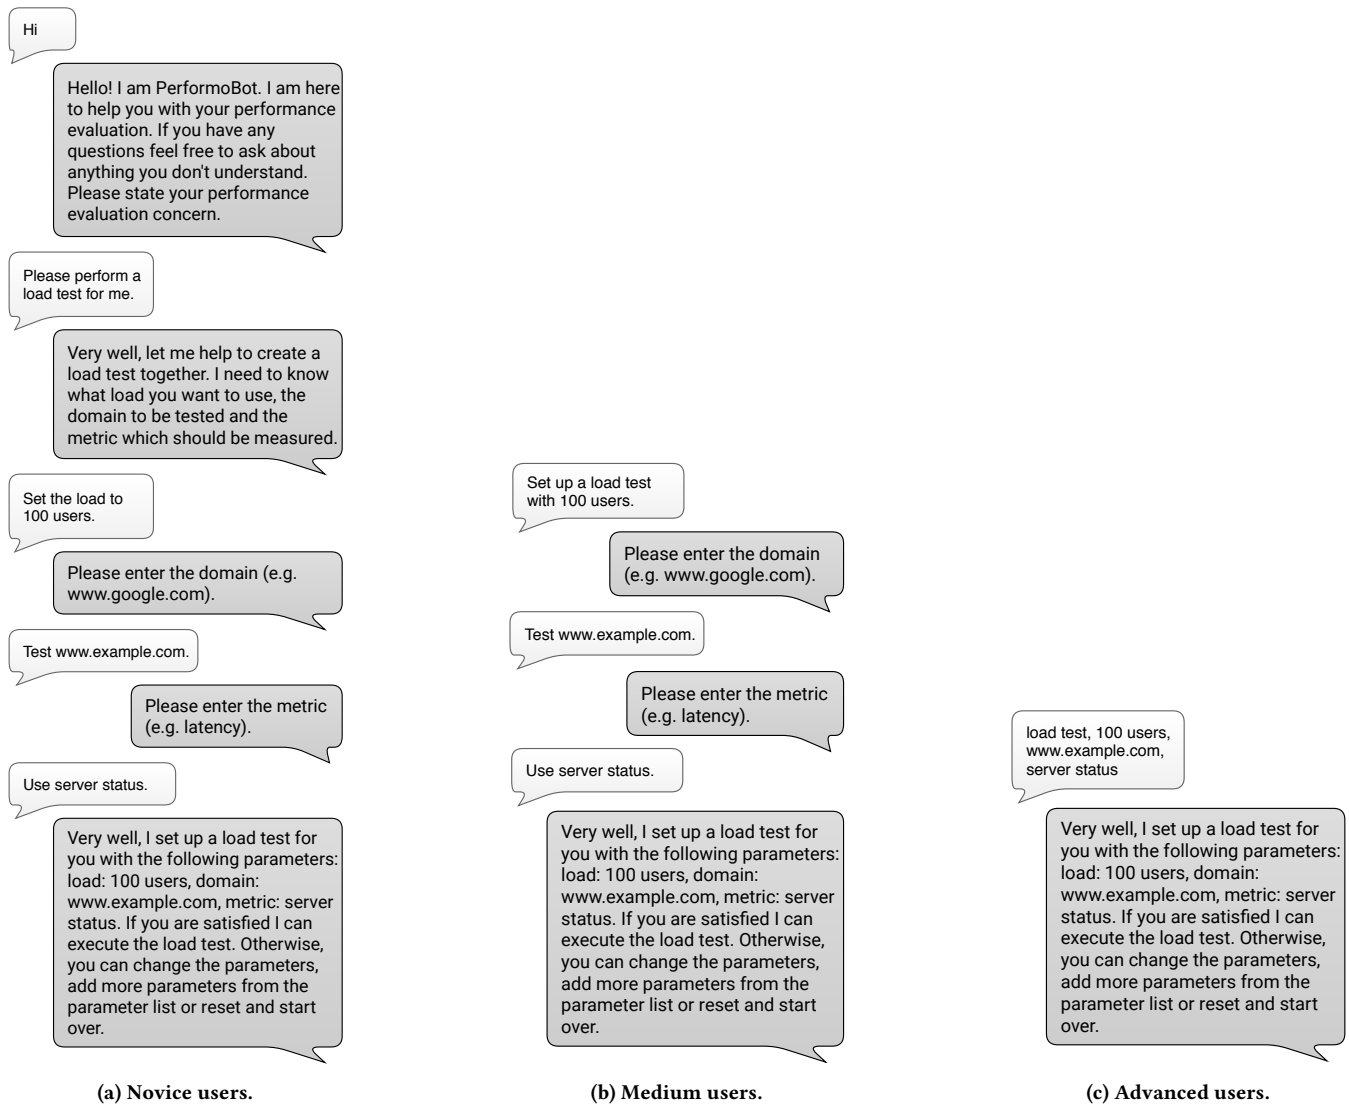 Hi
Hello! I am PerformoBot. I am here
to help you with your performance
evaluation. If you have any
questions feel free to ask about
anything you don't understand.
Please state your performance
evaluation concern.
Please perform a
load test for me.
Very well, let me help to create a
load test together. I need to know
what load you want to use, the
domain to be tested and the
metric which should be measured.
Set the load to
100 users.
Please enter the domain (e.g.
www.google.com).
Test www.example.com.
Please enter the metric
(e.g. latency).
Use server status.
Very well, I set up a load test for
you with the following parameters:
load: 100 users, domain:
www.example.com, metric: server
status. If you are satisfied I can
execute the load test. Otherwise,
you can change the parameters,
add more parameters from the
parameter list or reset and start
over.
(a) Novice users.
Set up a load test
with 100 users.
Please enter the domain
(e.g. www.google.com).
Test www.example.com.
Please enter the metric
(e.g. latency).
Use server status.
Very well, I set up a load test for
you with the following parameters:
load: 100 users, domain:
www.example.com, metric: server
status. If you are satisfied I can
execute the load test. Otherwise,
you can change the parameters,
add more parameters from the
parameter list or reset and start
over.
(b) Medium users.
load test, 100 users,
www.example.com,
server status
Very well, I set up a load test for
you with the following parameters:
load: 100 users, domain:
www.example.com, metric: server
status. If you are satisfied I can
execute the load test. Otherwise,
you can change the parameters,
add more parameters from the
parameter list or reset and start
over.
(c) Advanced users.